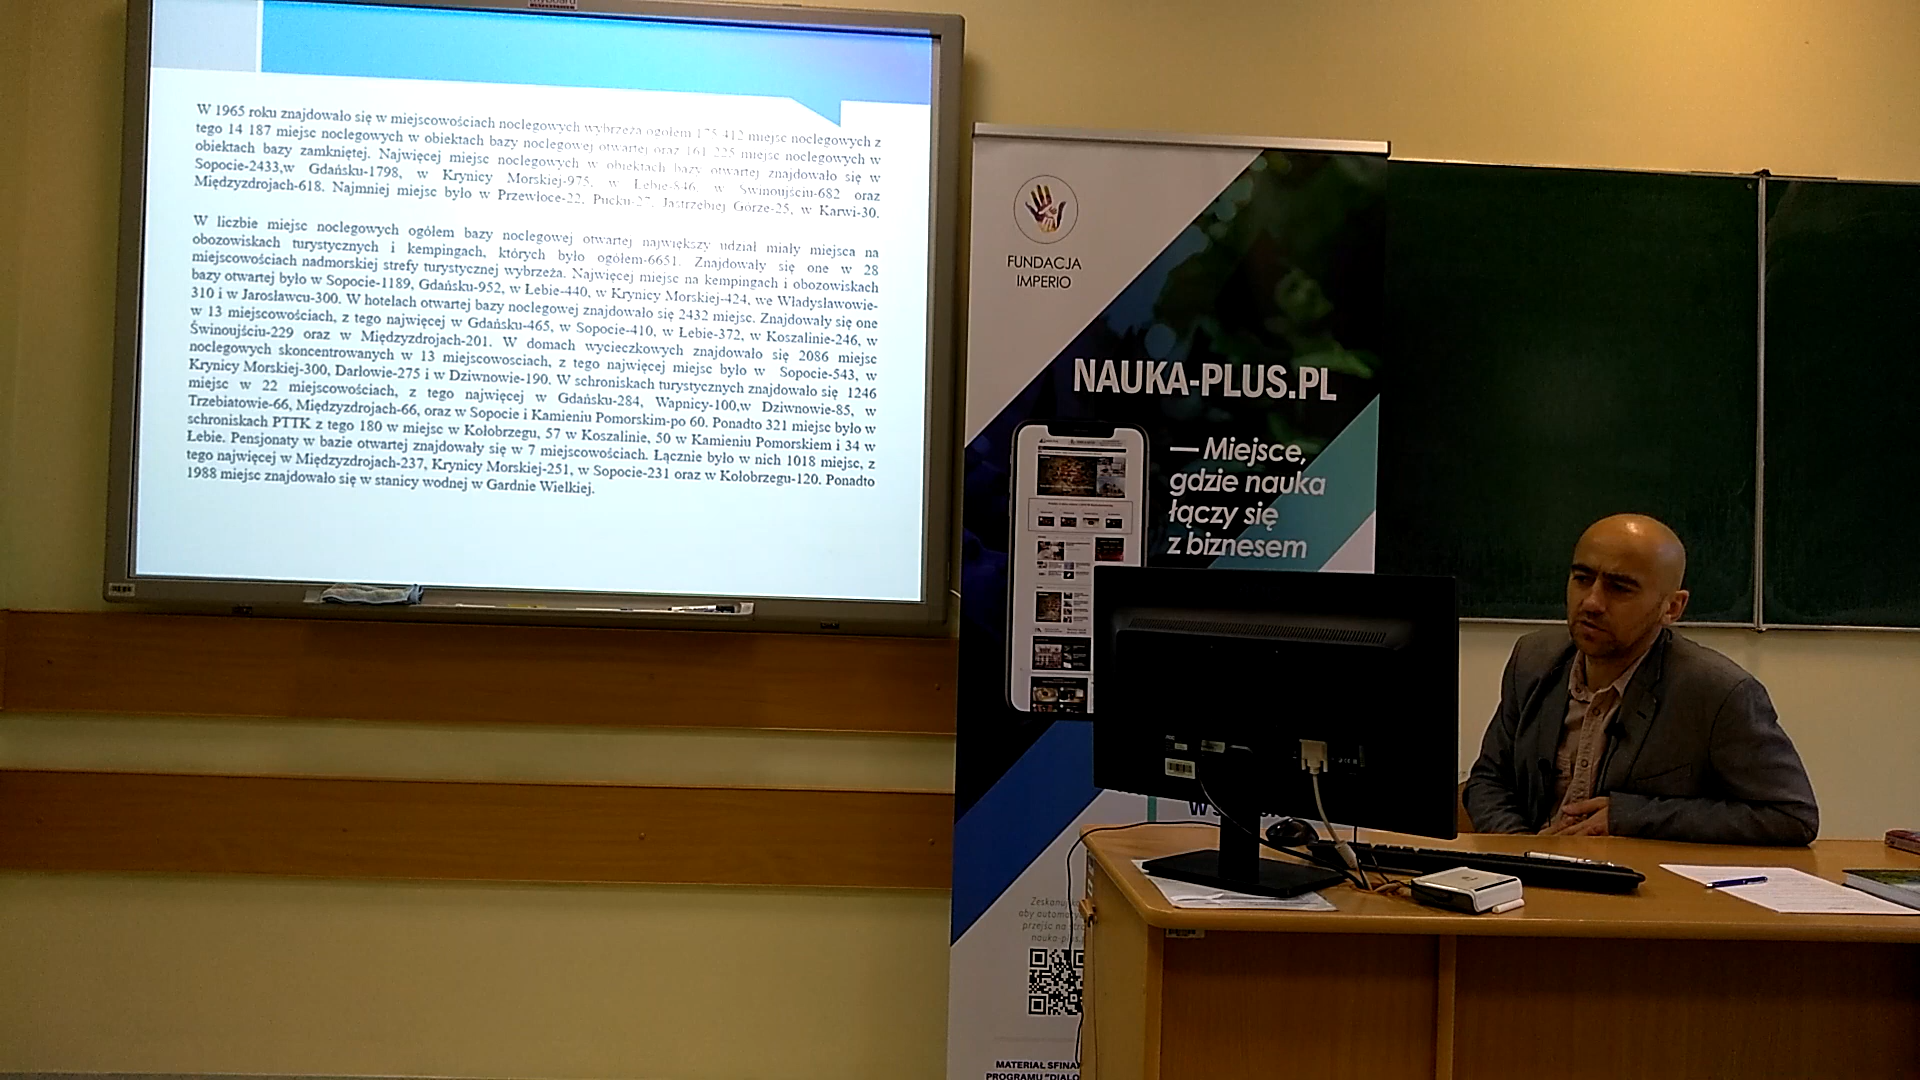 W 1965 roku znajdowało się w miejscowościach noclegowych wybrzeża ogółem 175 412 miejsc noclegowych z
tego 14 187 miejsc noclegowych w obiektach bazy noclegowej otwartej oraz 161 225 miejsc noclegowych w
obiektach bazy zamkniętej. Najwięcej miejsc noclegowych w obiektach bazy otwartej znajdowało się w
Sopocie-2433,w Gdańsku-1798, w Krynicy Morskiej-975, w Łebie-846, w Świnoujściu-682 oraz
Międzyzdrojach-618. Najmniej miejsc było w Przewłoce-22, Pucku-27, Jastrzębiej Górze-25, w Karwi-30.
W liczbie miejsc noclegowych ogółem bazy noclegowej otwartej największy udział miały miejsca na
obozowiskach turystycznych i kempingach, których było ogółem-6651. Znajdowały się one w 28
miejscowościach nadmorskiej strefy turystycznej wybrzeża. Najwięcej miejsc na kempingach i obozowiskach
bazy otwartej było w Sopocie-1189, Gdańsku-952, w Łebie-440, w Krynicy Morskiej-424, we Władysławowie-
310 i w Jarosławcu-300. W hotelach otwartej bazy noclegowej znajdowało się 2432 miejsc. Znajdowały się one
w 13 miejscowościach, z tego najwięcej w Gdańsku-465, w Sopocie-410, w Łebie-372, w Koszalinie-246, w
Świnoujściu-229 oraz w Międzyzdrojach-201. W domach wycieczkowych znajdowało się 2086 miejsc
noclegowych skoncentrowanych w 13 miejscowosciach, z tego najwięcej miejsc było w Sopocie-543, w
Krynicy Morskiej-300, Darłowie-275 i w Dziwnowie-190. W schroniskach turystycznych znajdowało się 1246
miejsc w 22 miejscowościach, z tego najwięcej w Gdańsku-284, Wapnicy-100,w Dziwnowie-85, w
Trzebiatowie-66, Międzyzdrojach-66, oraz w Sopocie i Kamieniu Pomorskim-po 60. Ponadto 321 miejsc było w
schroniskach PTTK z tego 180 w miejsc w Kołobrzegu, 57 w Koszalinie, 50 w Kamieniu Pomorskiem i 34 w
Łebie. Pensjonaty w bazie otwartej znajdowały się w 7 miejscowościach. Łącznie było w nich 1018 miejsc, z
tego najwięcej w Międzyzdrojach-237, Krynicy Morskiej-251, w Sopocie-231 oraz w Kołobrzegu-120. Ponadto
1988 miejsc znajdowało się w stanicy wodnej w Gardnie Wielkiej.
FUNDACJA
IMPERIO
NAUKA-PLUS.PL
— Miejsce,
gdzie nauka
łączy się
z biznesem
Zeskanuj
aby automa
przejść na
nauka-plus
MATERIAŁ SFINA
PROGRAMU "DIALO